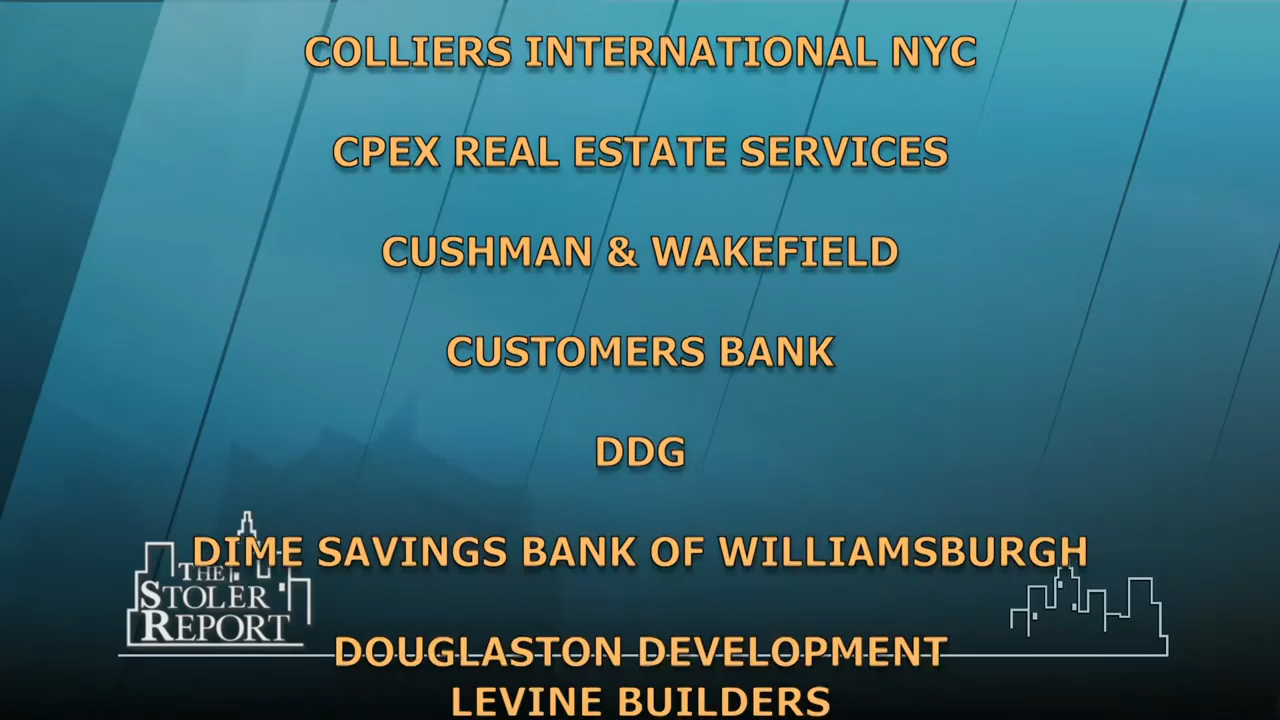 COLLIERS INTERNATIONAL NYC
CPEX REAL ESTATE SERVICES
CUSHMAN & WAKEFIELD
CUSTOMERS BANK
DDG
DIME SAVINGS BANK OF WILLIAMSBURGH
THE
STOLER
REPORT
DOUGLASTON DEVELOPMENT
LEVINE BUILDERS